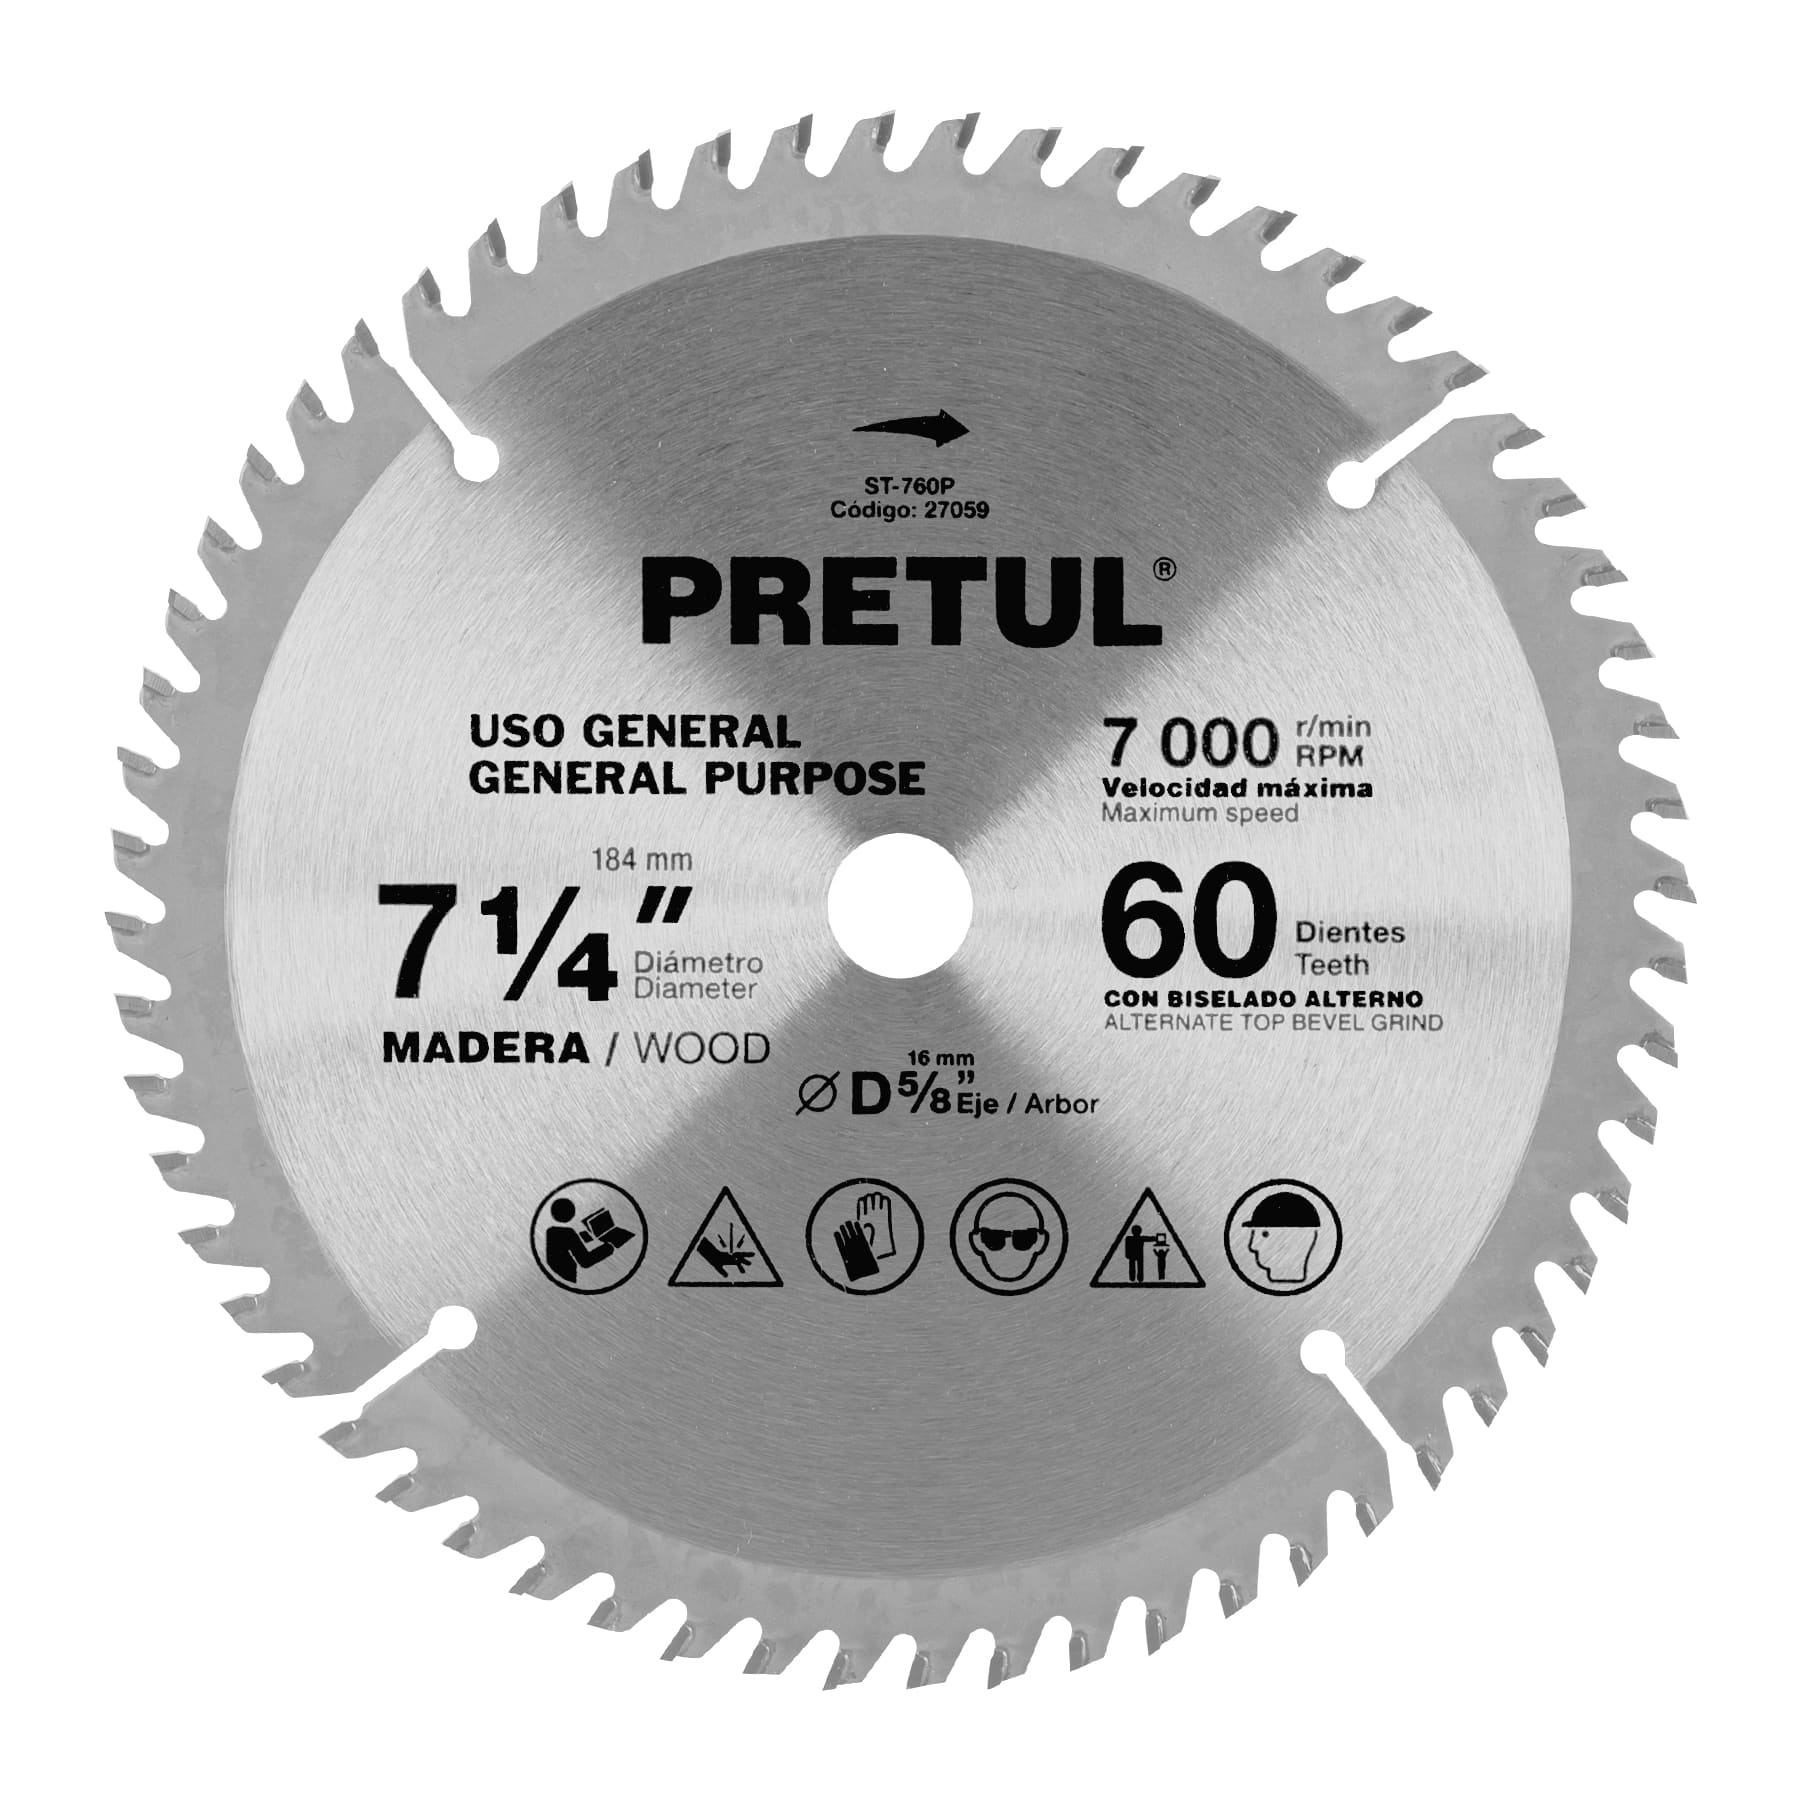 ST-760P
Código: 27059
PRETUL®
USO GENERAL
GENERAL PURPOSE
184 mm
7 1/4"
Diámetro
Diameter
MADERA / WOOD
7 000 r/min
RPM
Velocidad máxima
Maximum speed
60 Dientes
Teeth
CON BISELADO ALTERNO
ALTERNATE TOP BEVEL GRIND
16 mm
Ø D 5/8” Eje / Arbor